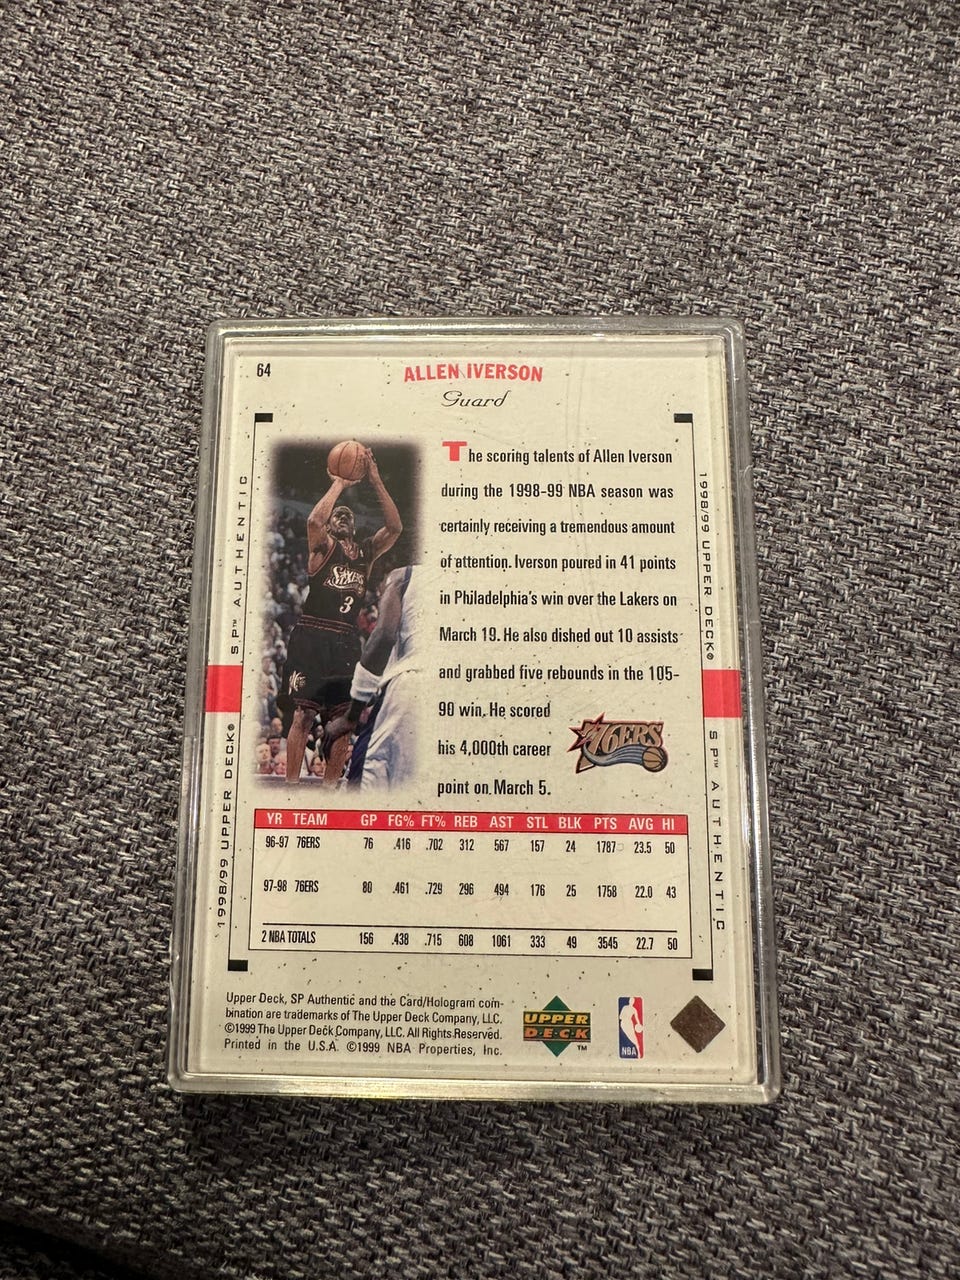 64
ALLEN IVERSON
Guard
The scoring talents of Allen Iverson
during the 1998-99 NBA season was
certainly receiving a tremendous amount
of attention. Iverson poured in 41 points
in Philadelphia's win over the Lakers on
March 19. He also dished out 10 assists
and grabbed five rebounds in the 105-
90 win. He scored
his 4,000th career
point on March 5.
SIXERS
3
76ERS
1998/99 UPPER DECK® SP™ AUTHENTIC
1998/99 UPPER DECK® SP™ AUTHENTIC
YR TEAM GP FG% FT% REB AST STL BLK PTS AVG HI
96-97 76ERS 76 .416 .702 312 567 157 24 1787 23.5 50
97-98 76ERS 80 .461 .729 296 494 176 25 1758 22.0 43
2 NBA TOTALS 156 .438 .715 608 1061 333 49 3545 22.7 50
Upper Deck, SP Authentic and the Card/Hologram com-
bination are trademarks of The Upper Deck Company, LLC.
©1999 The Upper Deck Company, LLC. All Rights Reserved.
Printed in the U.S.A. ©1999 NBA Properties, Inc.
UPPER
DECK
™
NBA